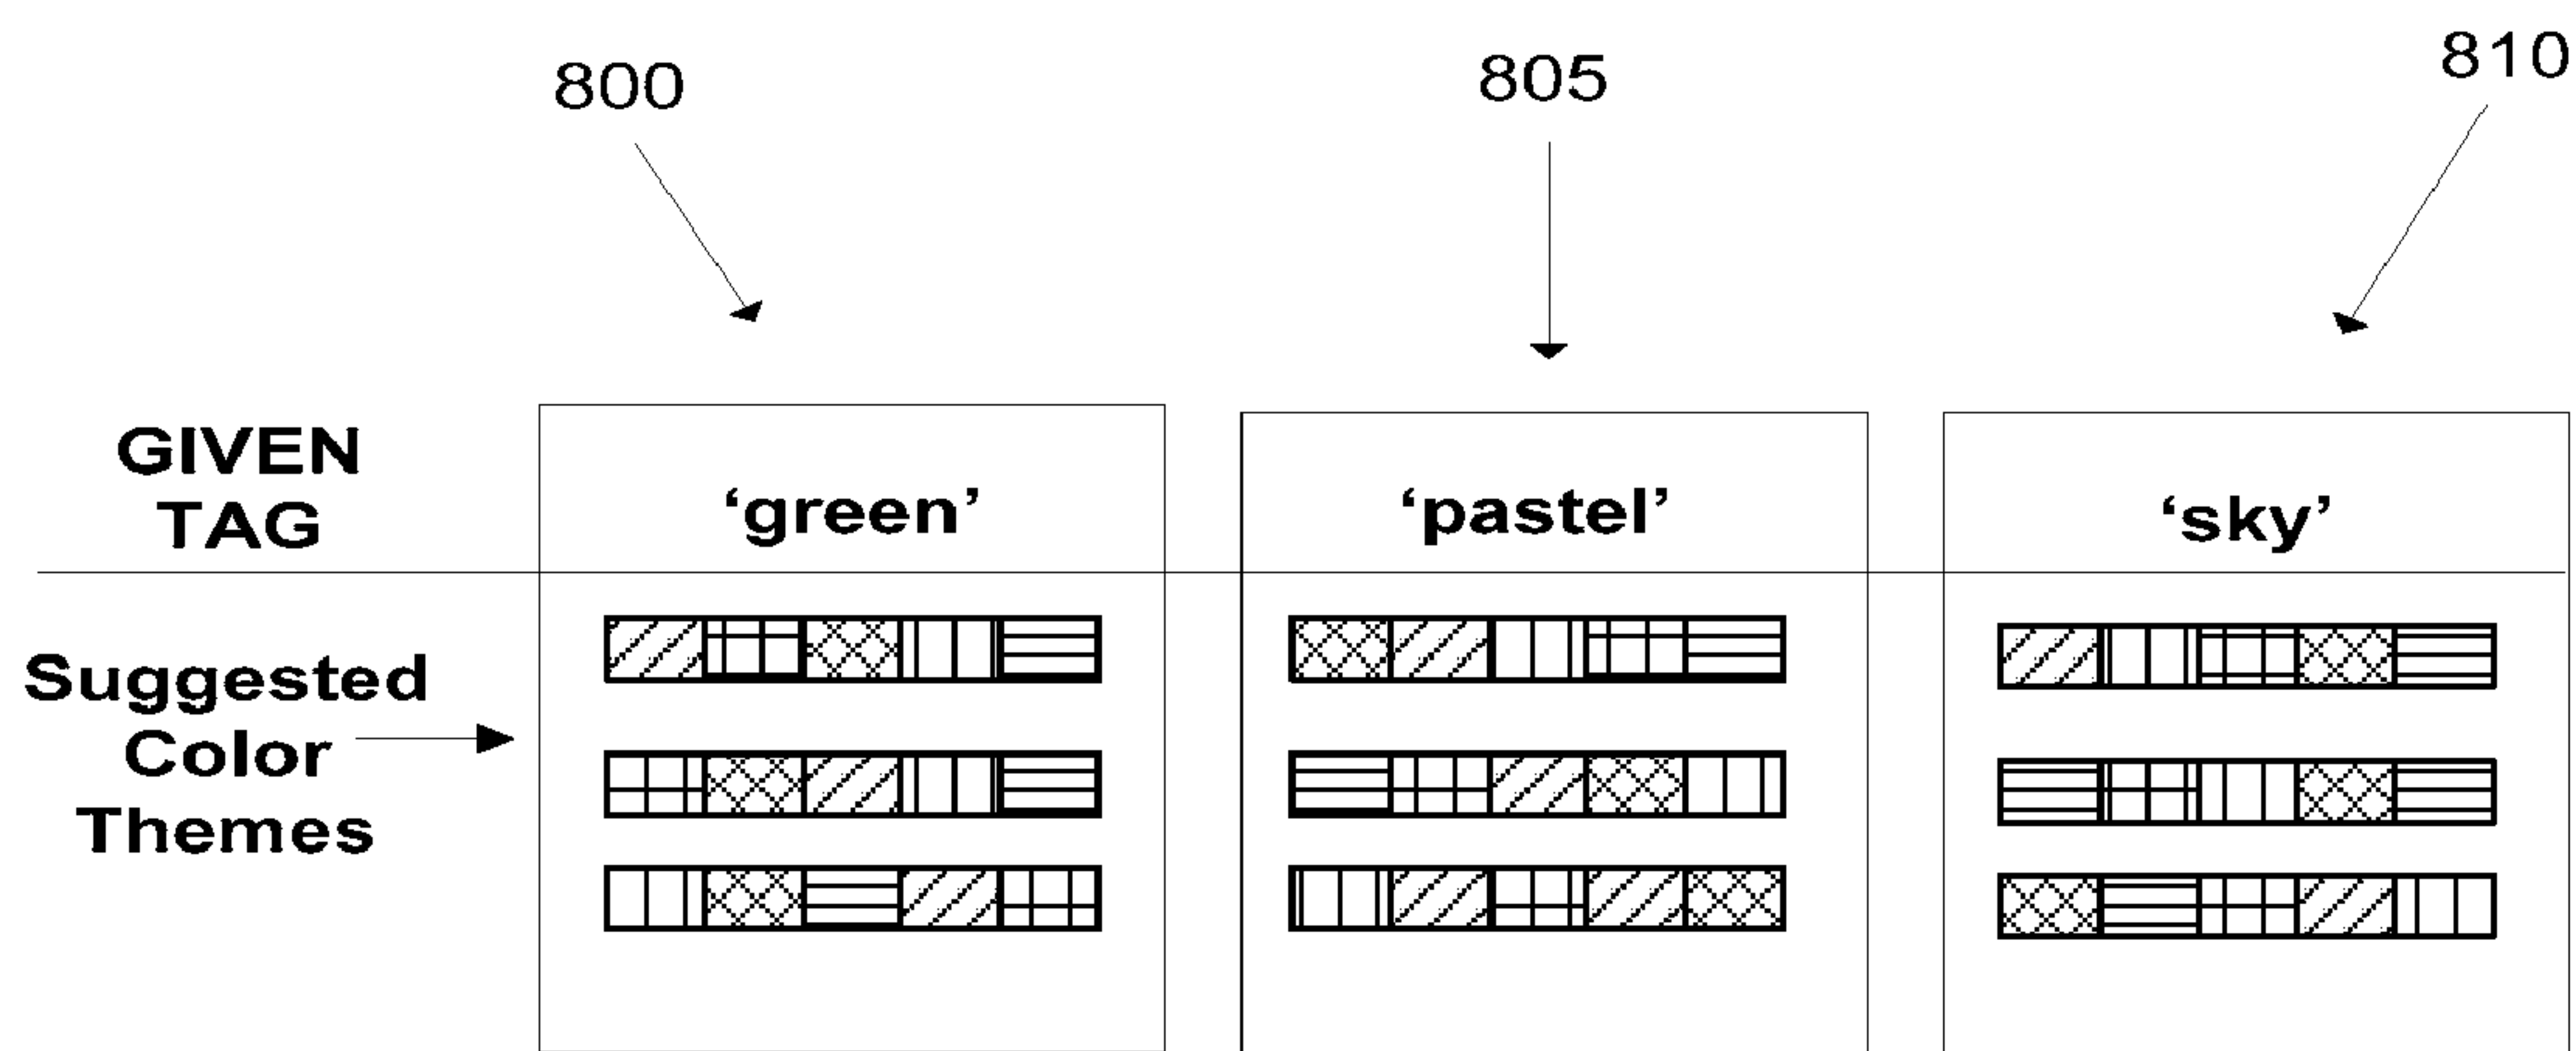 800
805
810
GIVEN
TAG
‘green’
‘pastel’
‘sky’
Suggested
Color
Themes